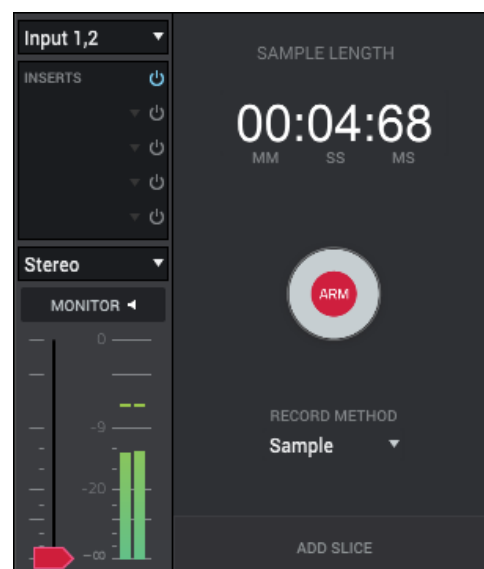 Input 1,2
INSERTS
Stereo
MONITOR
0
-9
-20
-∞
SAMPLE LENGTH
00:04:68
MM SS MS
ARM
RECORD METHOD
Sample
ADD SLICE